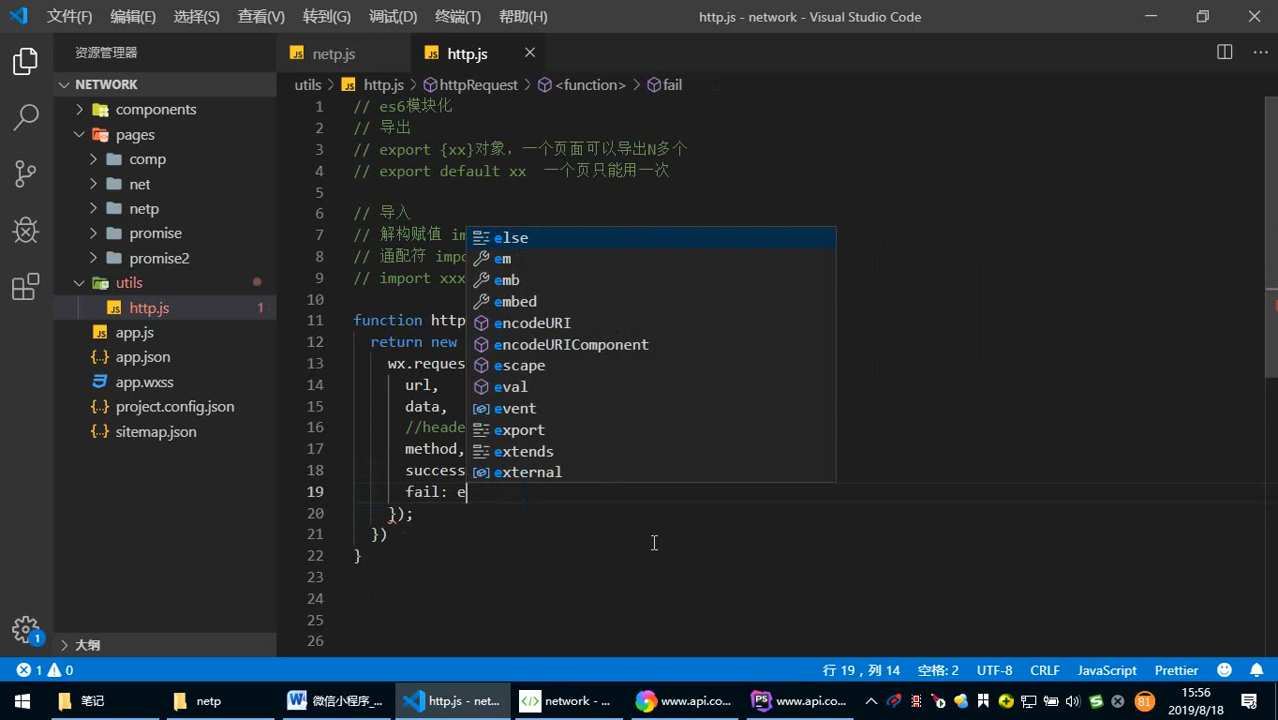 文件(F) 编辑(E) 选择(S) 查看(V) 转到(G) 调试(D) 终端(T) 帮助(H) http.js - network - Visual Studio Code
资源管理器
NETWORK
components
pages
comp
net
netp
promise
promise2
utils
http.js 1
app.js
app.json
app.wxss
project.config.json
sitemap.json
大纲
netp.js http.js
utils > http.js > httpRequest > <function> > fail
1 // es6模块化
2 // 导出
3 // export {xx}对象，一个页面可以导出N多个
4 // export default xx 一个页只能用一次
5
6 // 导入
7 // 解构赋值 im
8 // 通配符 impo
9 // import xxx
10
11 function http
12 return new
13 wx.reques
14 url,
15 data,
16 //heade
17 method,
18 success
19 fail: e
20 });
21 })
22 }
23
24
25
26
else
em
emb
embed
encodeURI
encodeURIComponent
escape
eval
event
export
extends
external
1
1 0 行 19，列 14 空格: 2 UTF-8 CRLF JavaScript Prettier
笔记 netp 微信小程序_... http.js - net... network - ... www.api.co... www.api.co... 81 15:56
2019/8/18